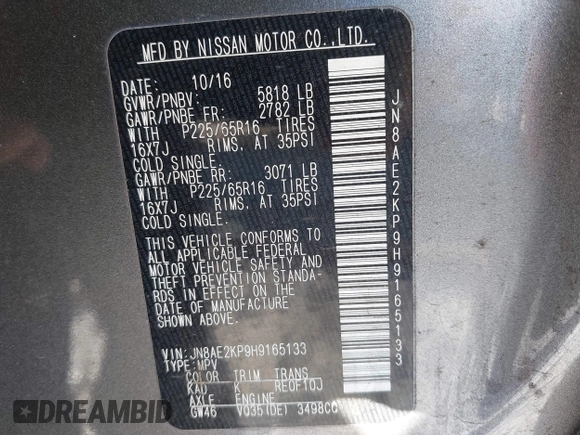 MFD BY NISSAN MOTOR CO.,LTD.
DATE: 10/16
GVWR/PNBV: 5818 LB
GAWR/PNBE FR: 2782 LB
WITH P225/65R16 TIRES
16X7J RIMS, AT 35PSI
COLD SINGLE.
GAWR/PNBE RR: 3071 LB
WITH P225/65R16 TIRES
16X7J RIMS, AT 35PSI
COLD SINGLE.
THIS VEHICLE CONFORMS TO
ALL APPLICABLE FEDERAL
MOTOR VEHICLE SAFETY AND
THEFT PREVENTION STANDA-
RDS IN EFFECT ON THE
DATE OF MANUFACTURE
SHOWN ABOVE.
VIN:JN8AE2KP9H9165133
TYPE:MPV
COLOR TRIM TRANS
KAD K RE0F10J
AXLE ENGINE
GW46 VQ35(DE) 3498CC
JN8AE2KP9H9165133
DCD DEALER CAR DATA